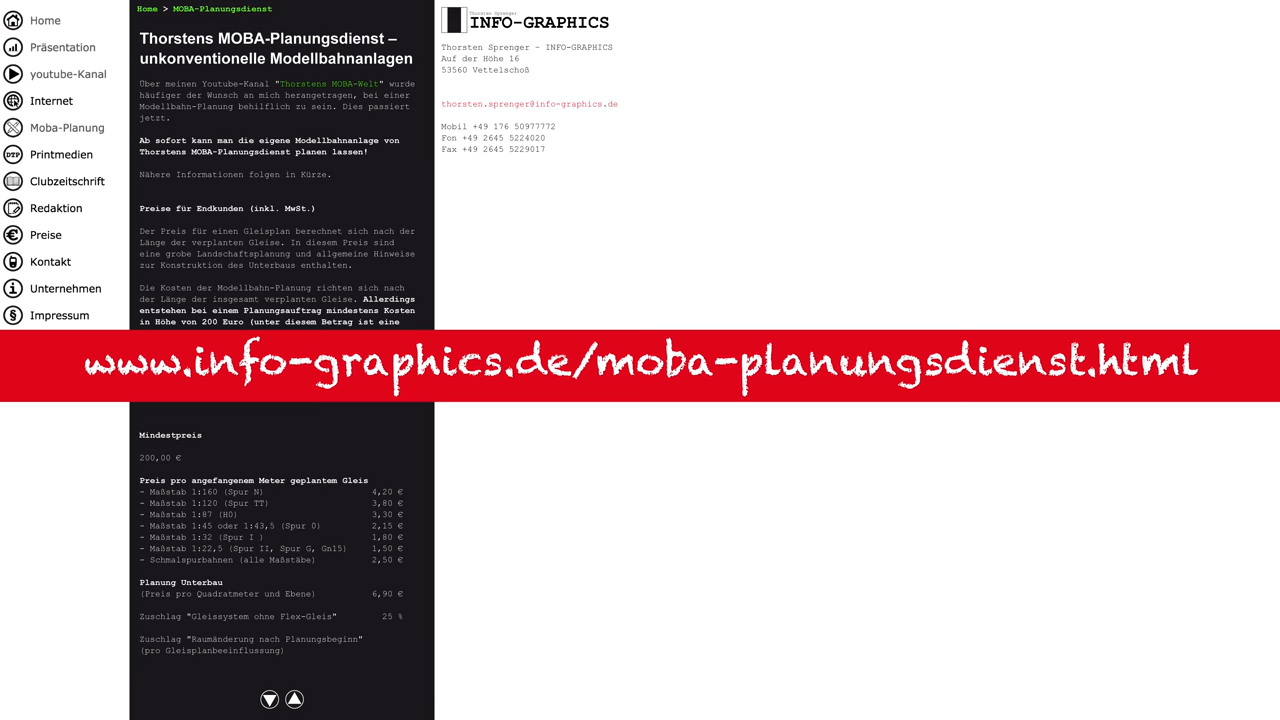 Home
Präsentation
youtube-Kanal
Internet
Moba-Planung
DTP
Printmedien
Clubzeitschrift
Redaktion
€
Preise
Kontakt
i
Unternehmen
§
Impressum
Home > MOBA-Planungsdienst
Thorstens MOBA-Planungsdienst –
unkonventionelle Modellbahnanlagen
Über meinen Youtube-Kanal "Thorstens MOBA-Welt" wurde
häufiger der Wunsch an mich herangetragen, bei einer
Modellbahn-Planung behilflich zu sein. Dies passiert
jetzt.
Ab sofort kann man die eigene Modellbahnanlage von
Thorstens MOBA-Planungsdienst planen lassen!
Nähere Informationen folgen in Kürze.
Preise für Endkunden (inkl. MwSt.)
Der Preis für einen Gleisplan berechnet sich nach der
Länge der verplanten Gleise. In diesem Preis sind
eine grobe Landschaftsplanung und allgemeine Hinweise
zur Konstruktion des Unterbaus enthalten.
Die Kosten der Modellbahn-Planung richten sich nach
der Länge der insgesamt verplanten Gleise. Allerdings
entstehen bei einem Planungsauftrag mindestens Kosten
in Höhe von 200 Euro (unter diesem Betrag ist eine
www.info-graphics.de/moba-planungsdienst.html
Mindestpreis
200,00 €
Preis pro angefangenem Meter geplantem Gleis
- Maßstab 1:160 (Spur N) 4,20 €
- Maßstab 1:120 (Spur TT) 3,80 €
- Maßstab 1:87 (H0) 3,30 €
- Maßstab 1:45 oder 1:43,5 (Spur 0) 2,15 €
- Maßstab 1:32 (Spur I ) 1,80 €
- Maßstab 1:22,5 (Spur II, Spur G, Gn15) 1,50 €
- Schmalspurbahnen (alle Maßstäbe) 2,50 €
Planung Unterbau
(Preis pro Quadratmeter und Ebene) 6,90 €
Zuschlag "Gleissystem ohne Flex-Gleis" 25 %
Zuschlag "Raumänderung nach Planungsbeginn"
(pro Gleisplanbeeinflussung)
Thorsten Sprenger
INFO-GRAPHICS
Thorsten Sprenger - INFO-GRAPHICS
Auf der Höhe 16
53560 Vettelschoß
thorsten.sprenger@info-graphics.de
Mobil +49 176 50977772
Fon +49 2645 5224020
Fax +49 2645 5229017